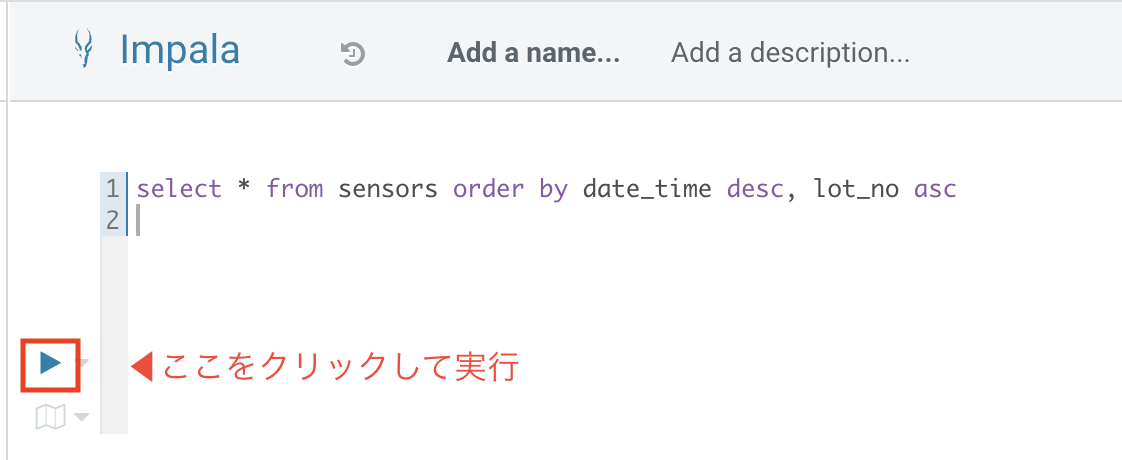 Impala
Add a name...
Add a description...
1 select * from sensors order by date_time desc, lot_no asc
2
ここをクリックして実行